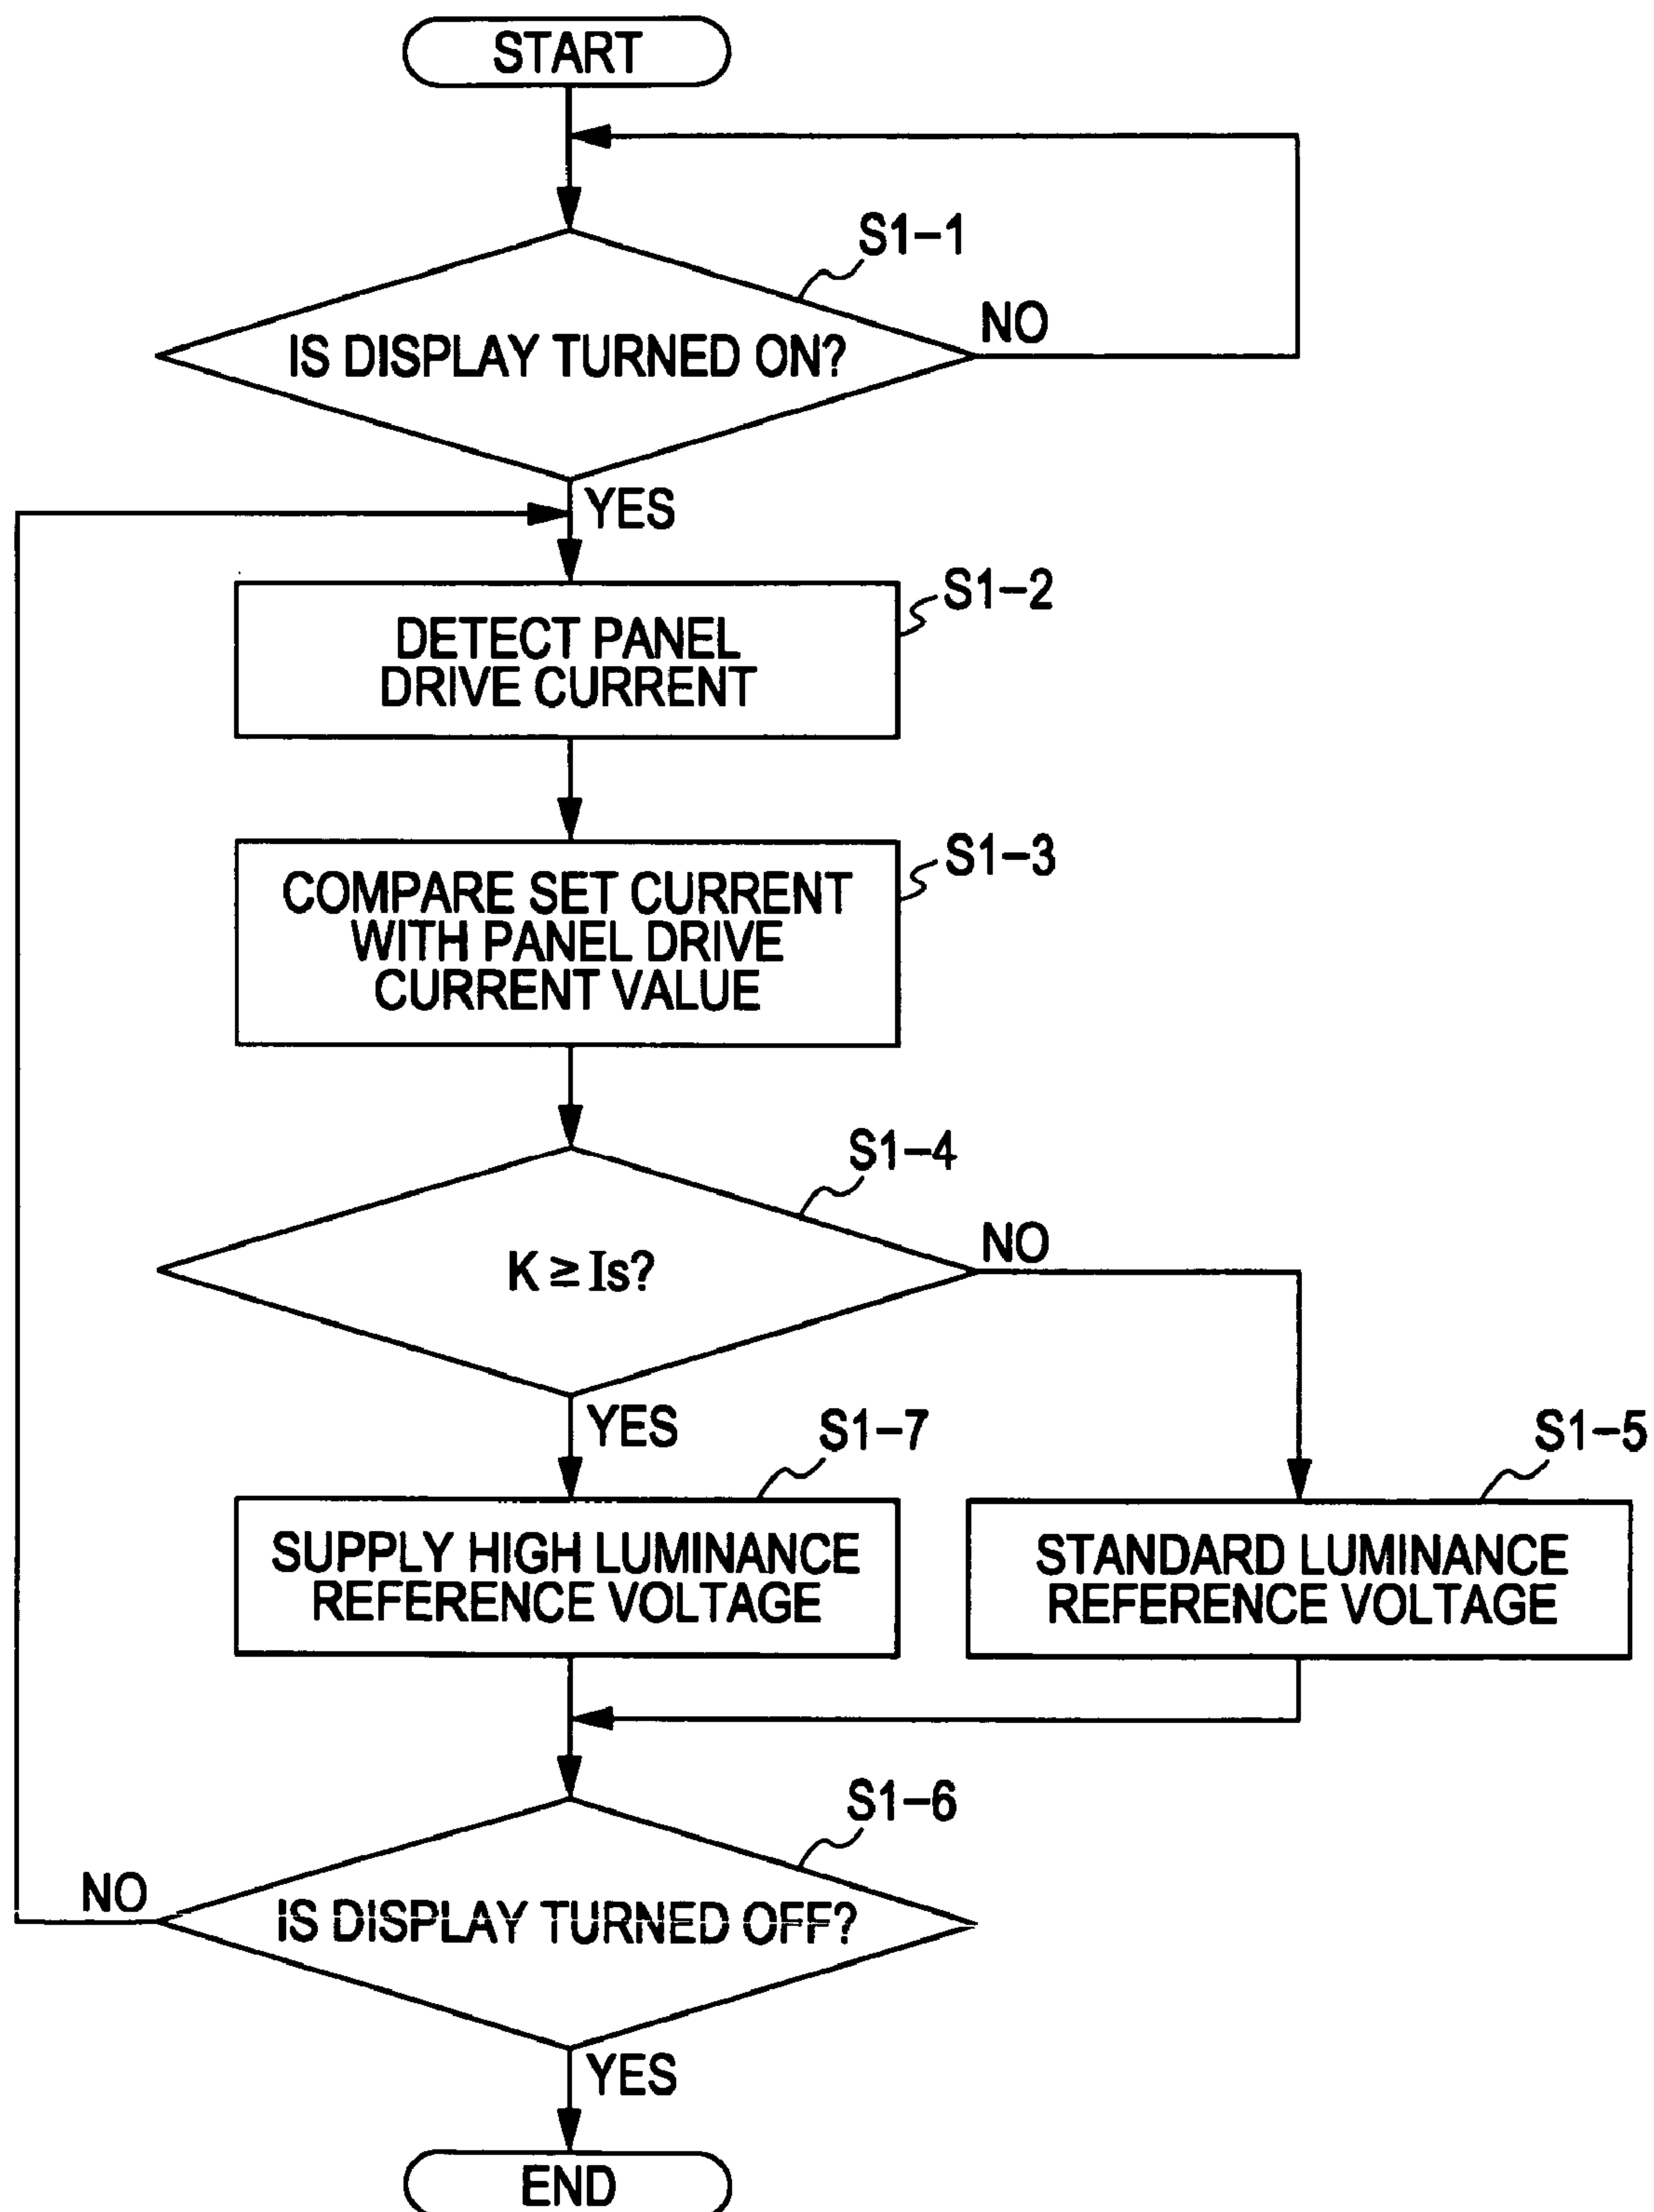 START
S1-1
IS DISPLAY TURNED ON?
NO
YES
S1-2
DETECT PANEL
DRIVE CURRENT
S1-3
COMPARE SET CURRENT
WITH PANEL DRIVE
CURRENT VALUE
S1-4
K ≥ Is?
NO
YES
S1-7
SUPPLY HIGH LUMINANCE
REFERENCE VOLTAGE
S1-5
STANDARD LUMINANCE
REFERENCE VOLTAGE
S1-6
IS DISPLAY TURNED OFF?
NO
YES
END